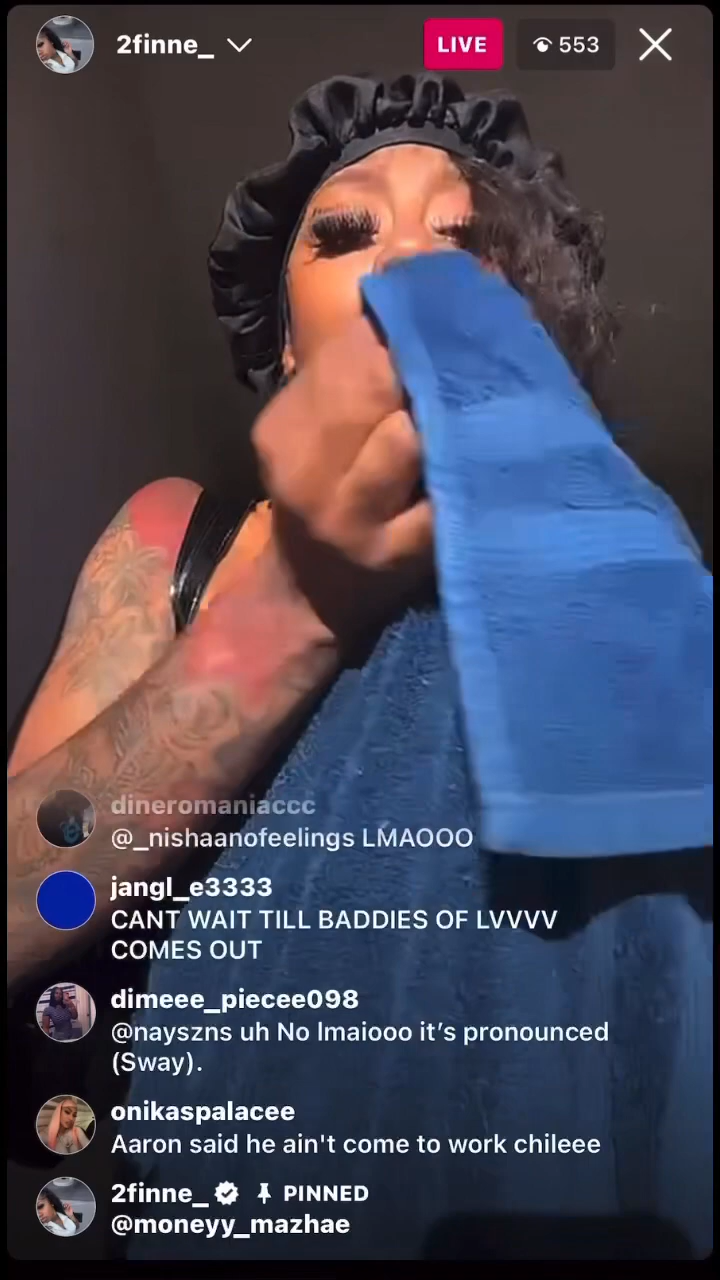 2finne_
LIVE
553
dineromaniaccc
@_nishaanofeelings LMAOOO
jangl_e3333
CANT WAIT TILL BADDIES OF LVVVV
COMES OUT
dimeee_piecee098
@nayszns uh No lmaiooo it’s pronounced
(Sway).
onikaspalacee
Aaron said he ain't come to work chileee
2finne_ PINNED
@moneyy_mazhae